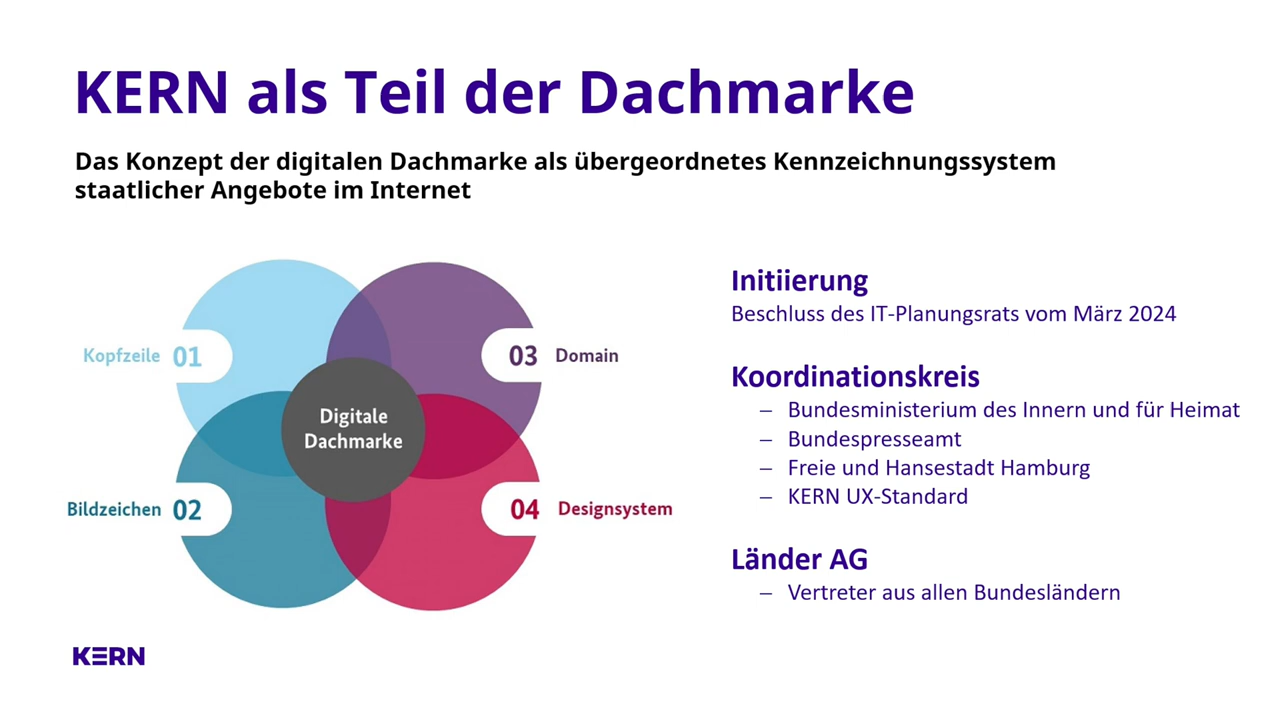 KERN als Teil der Dachmarke
Das Konzept der digitalen Dachmarke als übergeordnetes Kennzeichnungssystem
staatlicher Angebote im Internet
Kopfzeile 01
03 Domain
Digitale
Dachmarke
Bildzeichen 02
04 Designsystem
Initiierung
Beschluss des IT-Planungsrats vom März 2024
Koordinationskreis
– Bundesministerium des Innern und für Heimat
– Bundespresseamt
– Freie und Hansestadt Hamburg
– KERN UX-Standard
Länder AG
– Vertreter aus allen Bundesländern
KERN